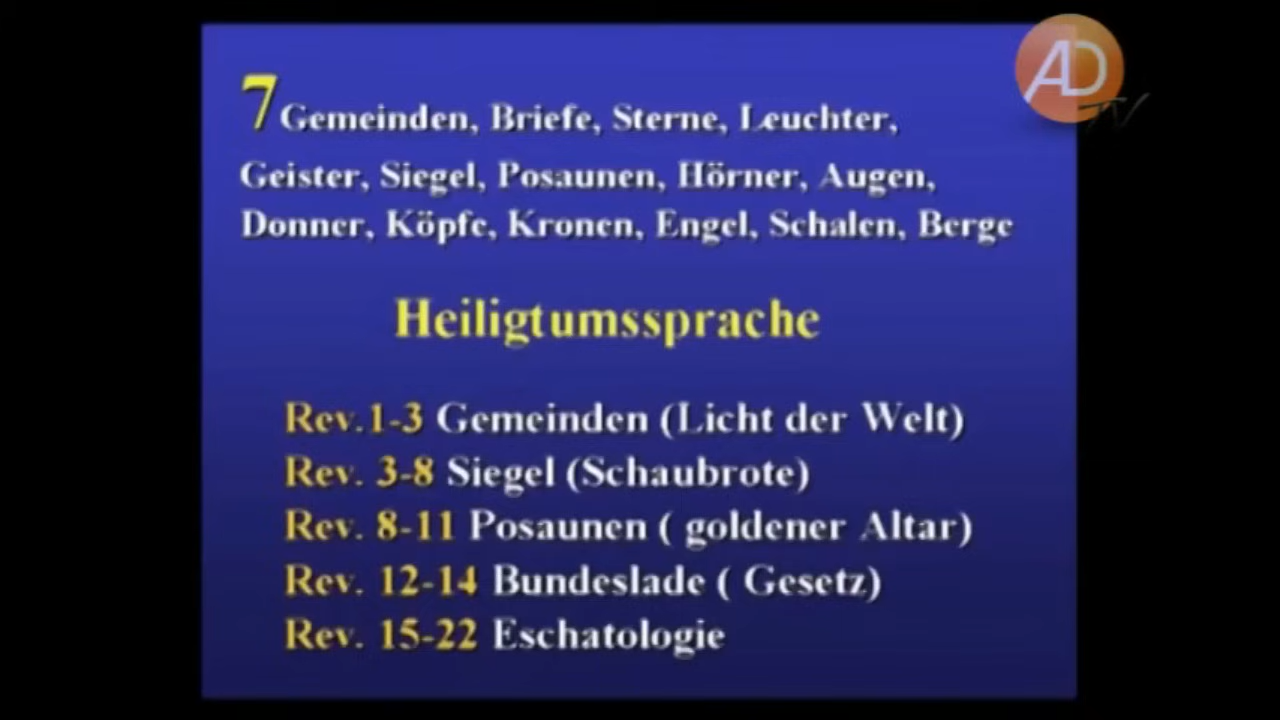 7 Gemeinden, Briefe, Sterne, Leuchter,
Geister, Siegel, Posaunen, Hörner, Augen,
Donner, Köpfe, Kronen, Engel, Schalen, Berge
Heiligtumssprache
Rev.1-3 Gemeinden (Licht der Welt)
Rev. 3-8 Siegel (Schaubrote)
Rev. 8-11 Posaunen ( goldener Altar)
Rev. 12-14 Bundeslade ( Gesetz)
Rev. 15-22 Eschatologie
AD
TV